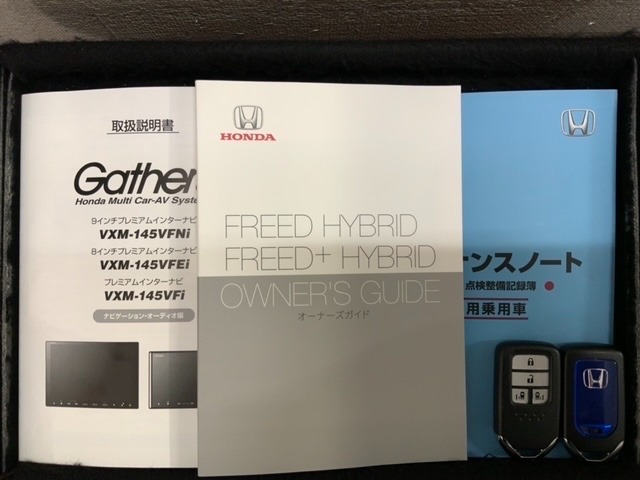 取扱説明書
Gathers
Honda Multi Car-AV System
9インチプレミアムインターナビ
VXM-145VFNi
8インチプレミアムインターナビ
VXM-145VFEi
プレミアムインターナビ
VXM-145VFi
ナビゲーション・オーディオ編
HONDA
FREED HYBRID
FREED+ HYBRID
OWNER'S GUIDE
オーナーズガイド
ンスノート
点検整備記録簿
用乗用車